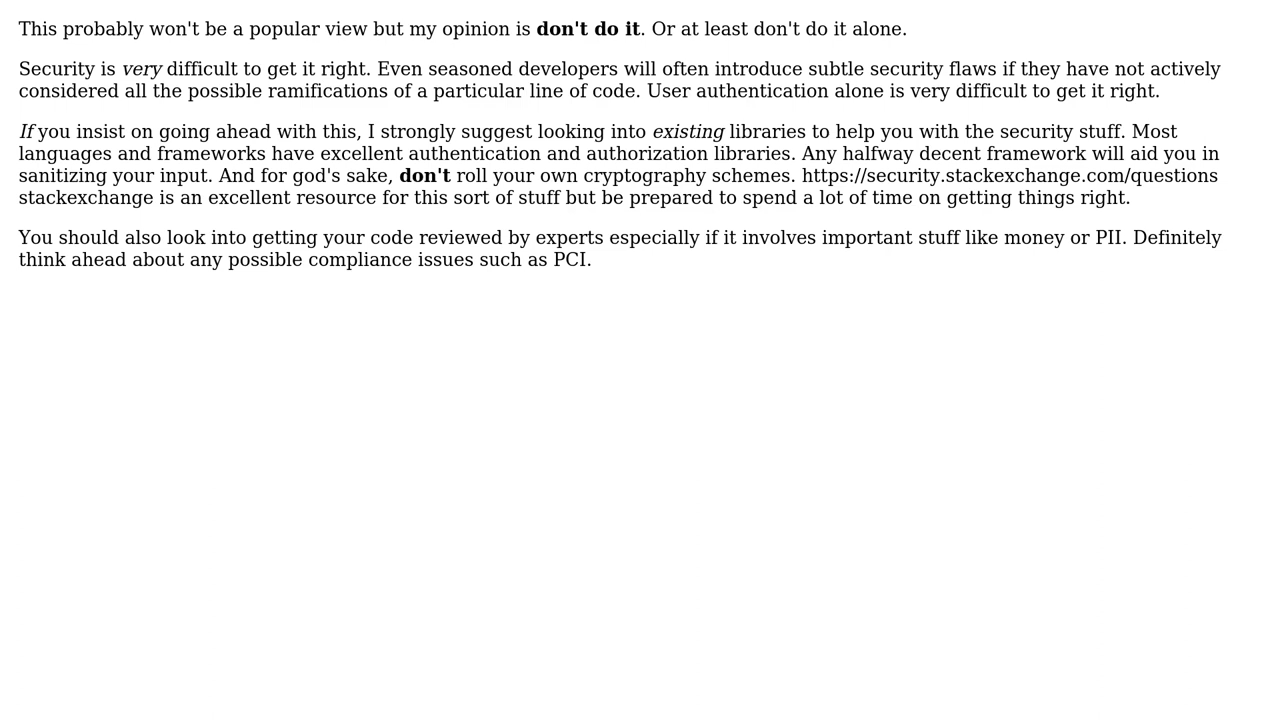 This probably won't be a popular view but my opinion is don't do it. Or at least don't do it alone.
Security is very difficult to get it right. Even seasoned developers will often introduce subtle security flaws if they have not actively
considered all the possible ramifications of a particular line of code. User authentication alone is very difficult to get it right.
If you insist on going ahead with this, I strongly suggest looking into existing libraries to help you with the security stuff. Most
languages and frameworks have excellent authentication and authorization libraries. Any halfway decent framework will aid you in
sanitizing your input. And for god's sake, don't roll your own cryptography schemes. https://security.stackexchange.com/questions
stackexchange is an excellent resource for this sort of stuff but be prepared to spend a lot of time on getting things right.
You should also look into getting your code reviewed by experts especially if it involves important stuff like money or PII. Definitely
think ahead about any possible compliance issues such as PCI.